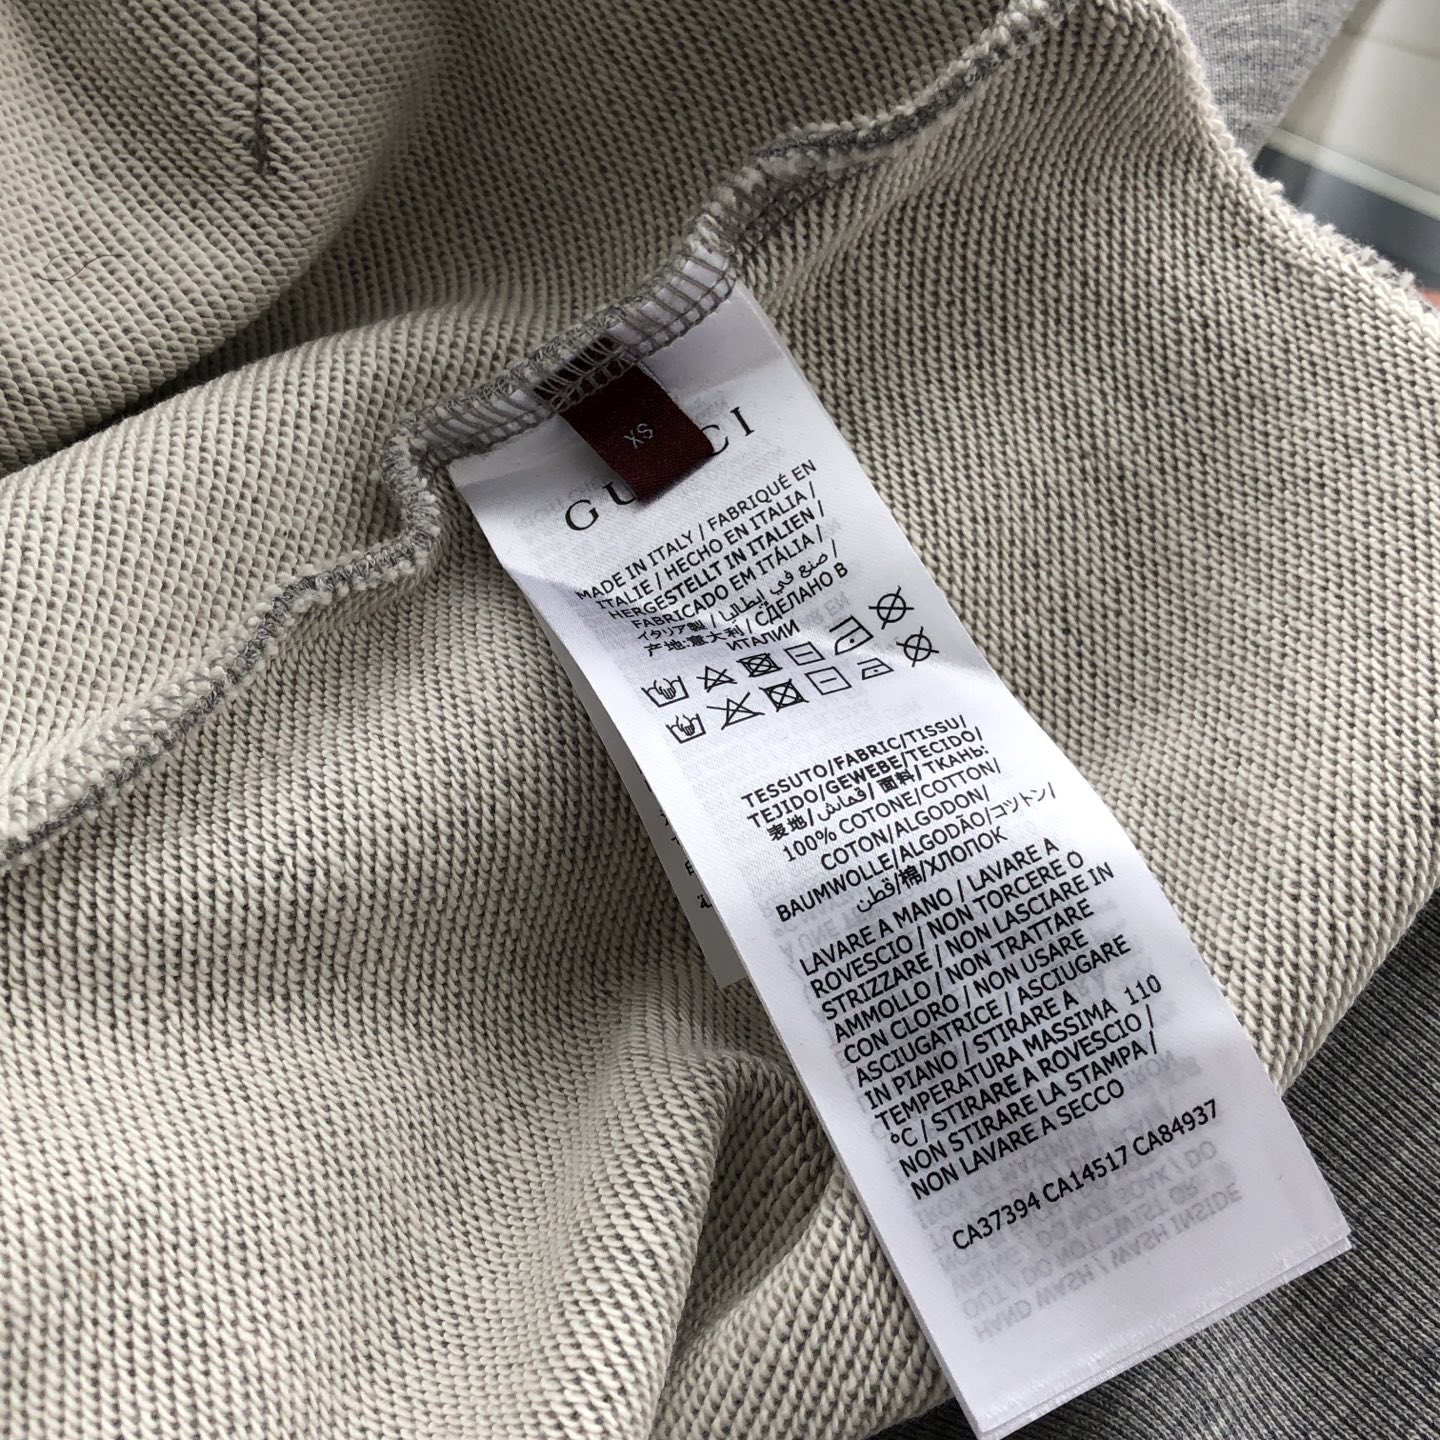 XS
GUCCI
MADE IN ITALY / FABRIQUÉ EN
ITALIE / HECHO EN ITALIA /
HERGESTELLT IN ITALIEN /
FABRICADO EM ITÁLIA /
イタリア製 / صنع في إيطاليا /
产地:意大利 / СДЕЛАНО В
ИТАЛИИ
TESSUTO/FABRIC/TISSU/
TEJIDO/GEWEBE/TECIDO/
表地/قماش/面料/ТКАНЬ:
100% COTONE/COTTON/
COTON/ALGODON/
BAUMWOLLE/ALGODÃO/コットン/
قطن/棉/ХЛОПОК
LAVARE A MANO / LAVARE A
ROVESCIO / NON TORCERE O
STRIZZARE / NON LASCIARE IN
AMMOLLO / NON TRATTARE
CON CLORO / NON USARE
ASCIUGATRICE / ASCIUGARE
IN PIANO / STIRARE A
TEMPERATURA MASSIMA 110
°C / STIRARE A ROVESCIO /
NON STIRARE LA STAMPA /
NON LAVARE A SECCO
CA37394 CA14517 CA84937